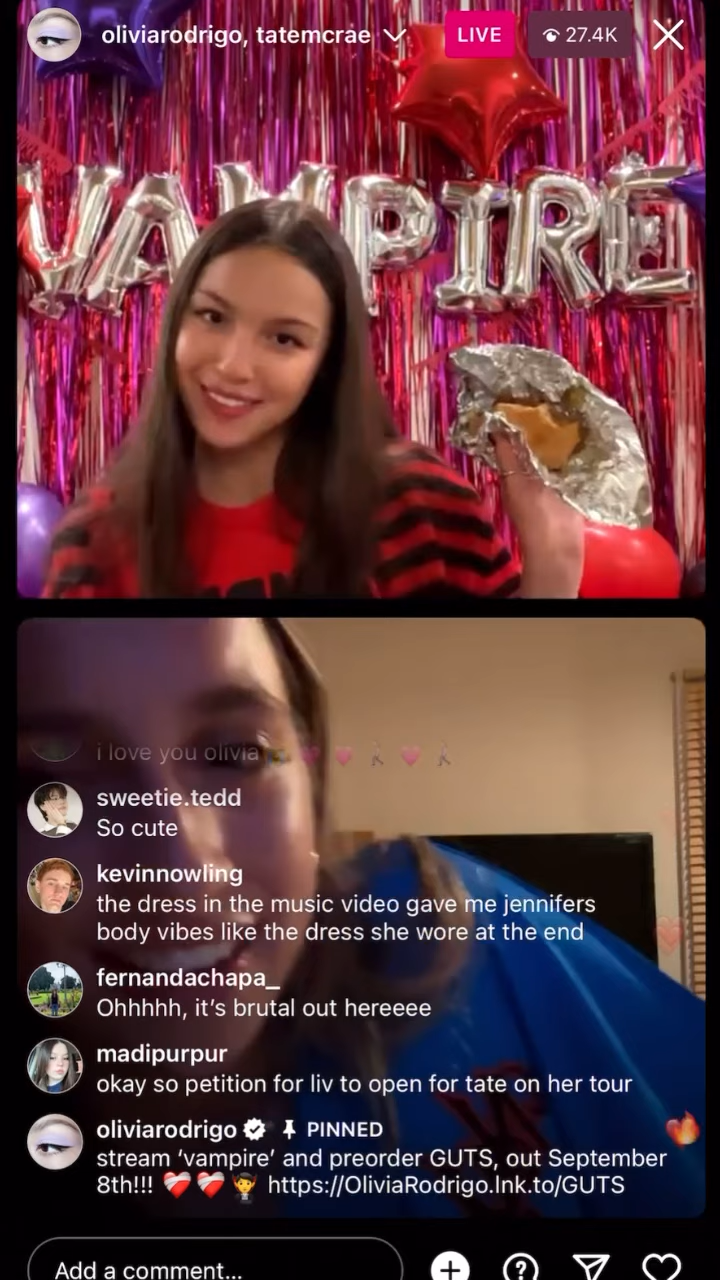 oliviarodrigo, tatemcrae
LIVE
27.4K
VAMPIRE
i love you olivia
sweetie.tedd
So cute
kevinnowling
the dress in the music video gave me jennifers
body vibes like the dress she wore at the end
fernandachapa_
Ohhhhh, it’s brutal out hereeee
madipurpur
okay so petition for liv to open for tate on her tour
oliviarodrigo PINNED
stream ‘vampire’ and preorder GUTS, out September
8th!!! ❤️‍🩹❤️‍🩹🧛‍♀️ https://OliviaRodrigo.lnk.to/GUTS
Add a comment...